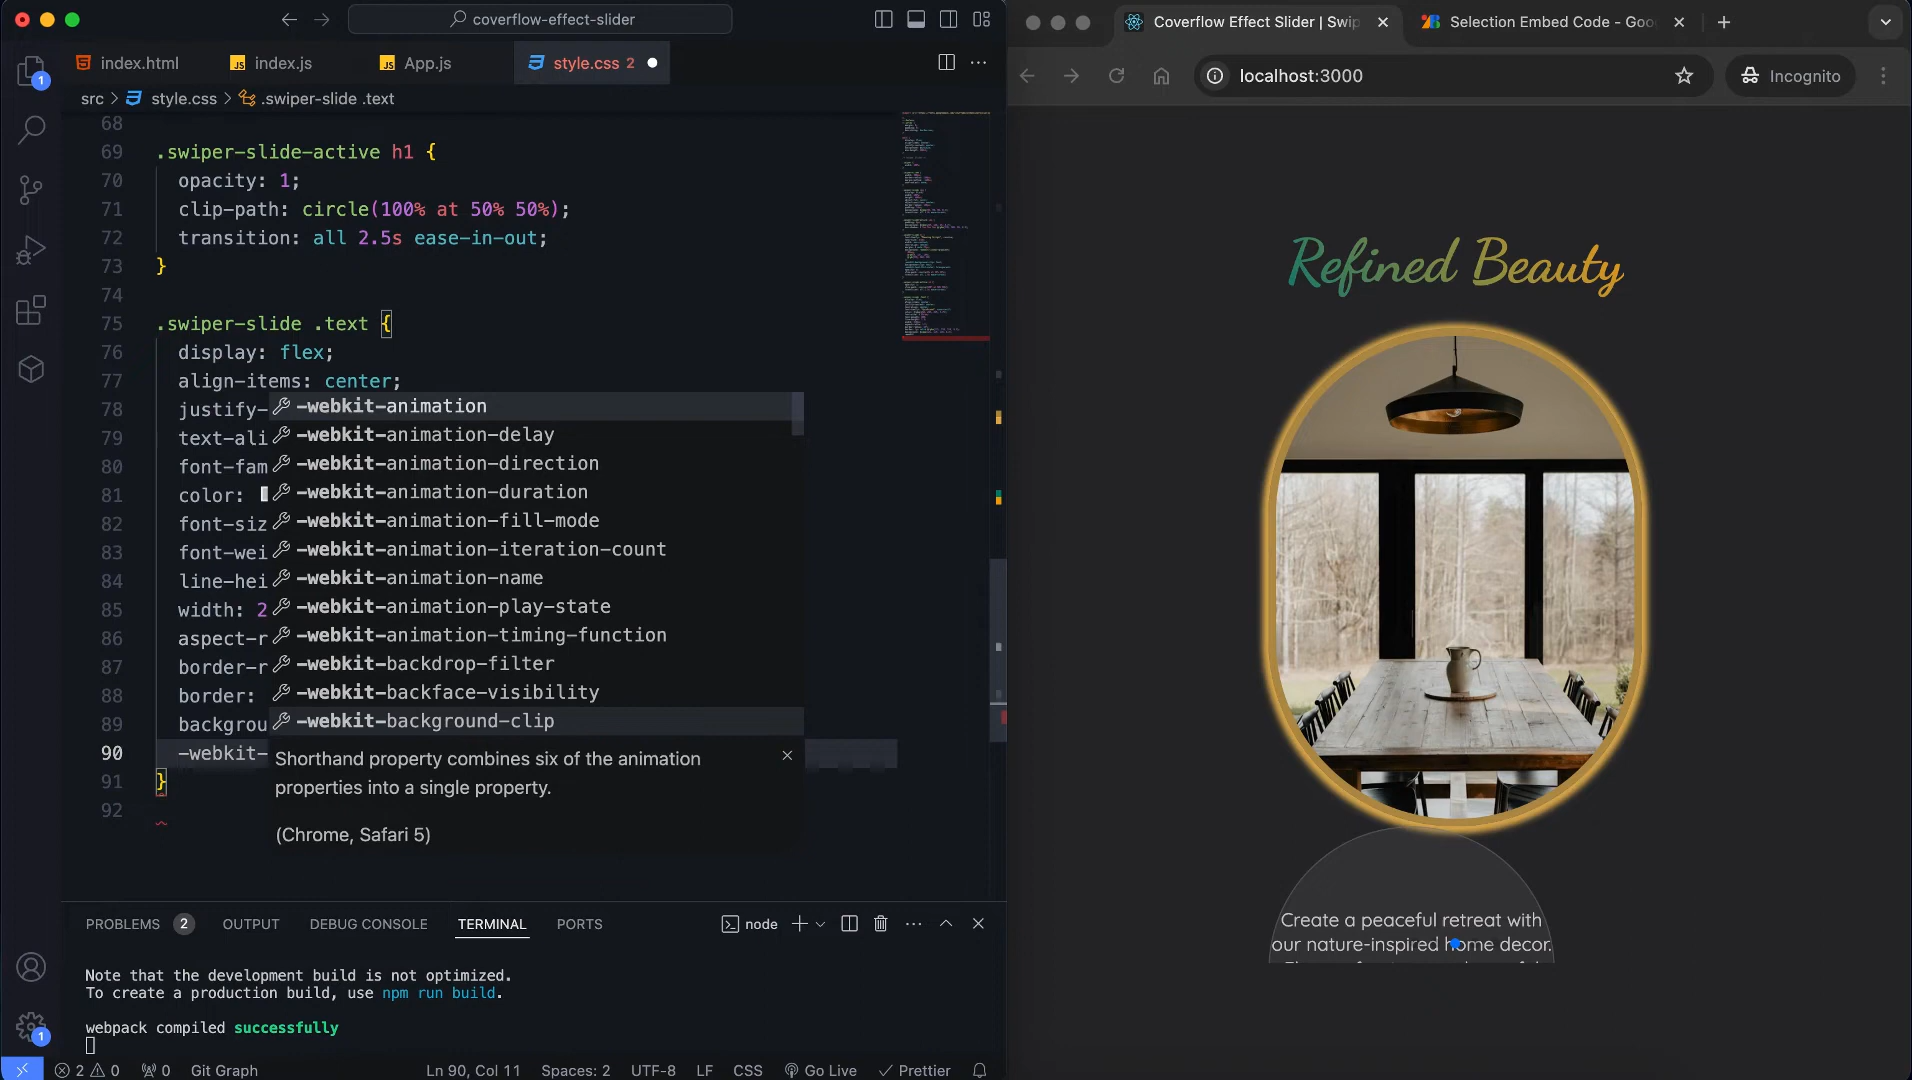 coverflow-effect-slider
index.html
index.js
App.js
style.css 2
src > style.css > .swiper-slide .text
68
69 .swiper-slide-active h1 {
70 opacity: 1;
71 clip-path: circle(100% at 50% 50%);
72 transition: all 2.5s ease-in-out;
73 }
74
75 .swiper-slide .text {
76 display: flex;
77 align-items: center;
78 justify-
79 text-ali
80 font-fam
81 color:
82 font-siz
83 font-wei
84 line-hei
85 width: 2
86 aspect-r
87 border-r
88 border:
89 backgrou
90 -webkit-
91 }
92
-webkit-animation
-webkit-animation-delay
-webkit-animation-direction
-webkit-animation-duration
-webkit-animation-fill-mode
-webkit-animation-iteration-count
-webkit-animation-name
-webkit-animation-play-state
-webkit-animation-timing-function
-webkit-backdrop-filter
-webkit-backface-visibility
-webkit-background-clip
Shorthand property combines six of the animation
properties into a single property.
(Chrome, Safari 5)
PROBLEMS 2 OUTPUT DEBUG CONSOLE TERMINAL PORTS
node
Note that the development build is not optimized.
To create a production build, use npm run build.
webpack compiled successfully
2 0 0 Git Graph
Ln 90, Col 11 Spaces: 2 UTF-8 LF CSS Go Live Prettier
1
1
Coverflow Effect Slider | Swip
Selection Embed Code - Goo
localhost:3000
Incognito
Refined Beauty
Create a peaceful retreat with
our nature-inspired home decor.